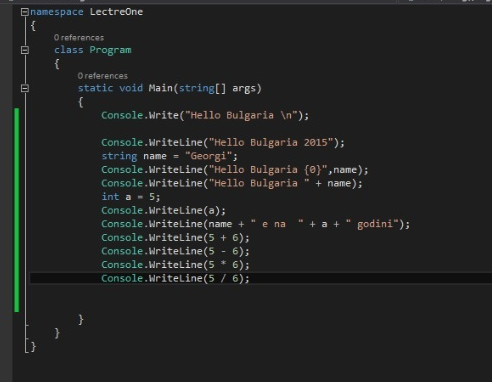 namespace LectreOne
{
0 references
class Program
{
0 references
static void Main(string[] args)
{
Console.Write("Hello Bulgaria \n");
Console.WriteLine("Hello Bulgaria 2015");
string name = "Georgi";
Console.WriteLine("Hello Bulgaria {0}",name);
Console.WriteLine("Hello Bulgaria " + name);
int a = 5;
Console.WriteLine(a);
Console.WriteLine(name + " e na  " + a + " godini");
Console.WriteLine(5 + 6);
Console.WriteLine(5 - 6);
Console.WriteLine(5 * 6);
Console.WriteLine(5 / 6);
}
}
}